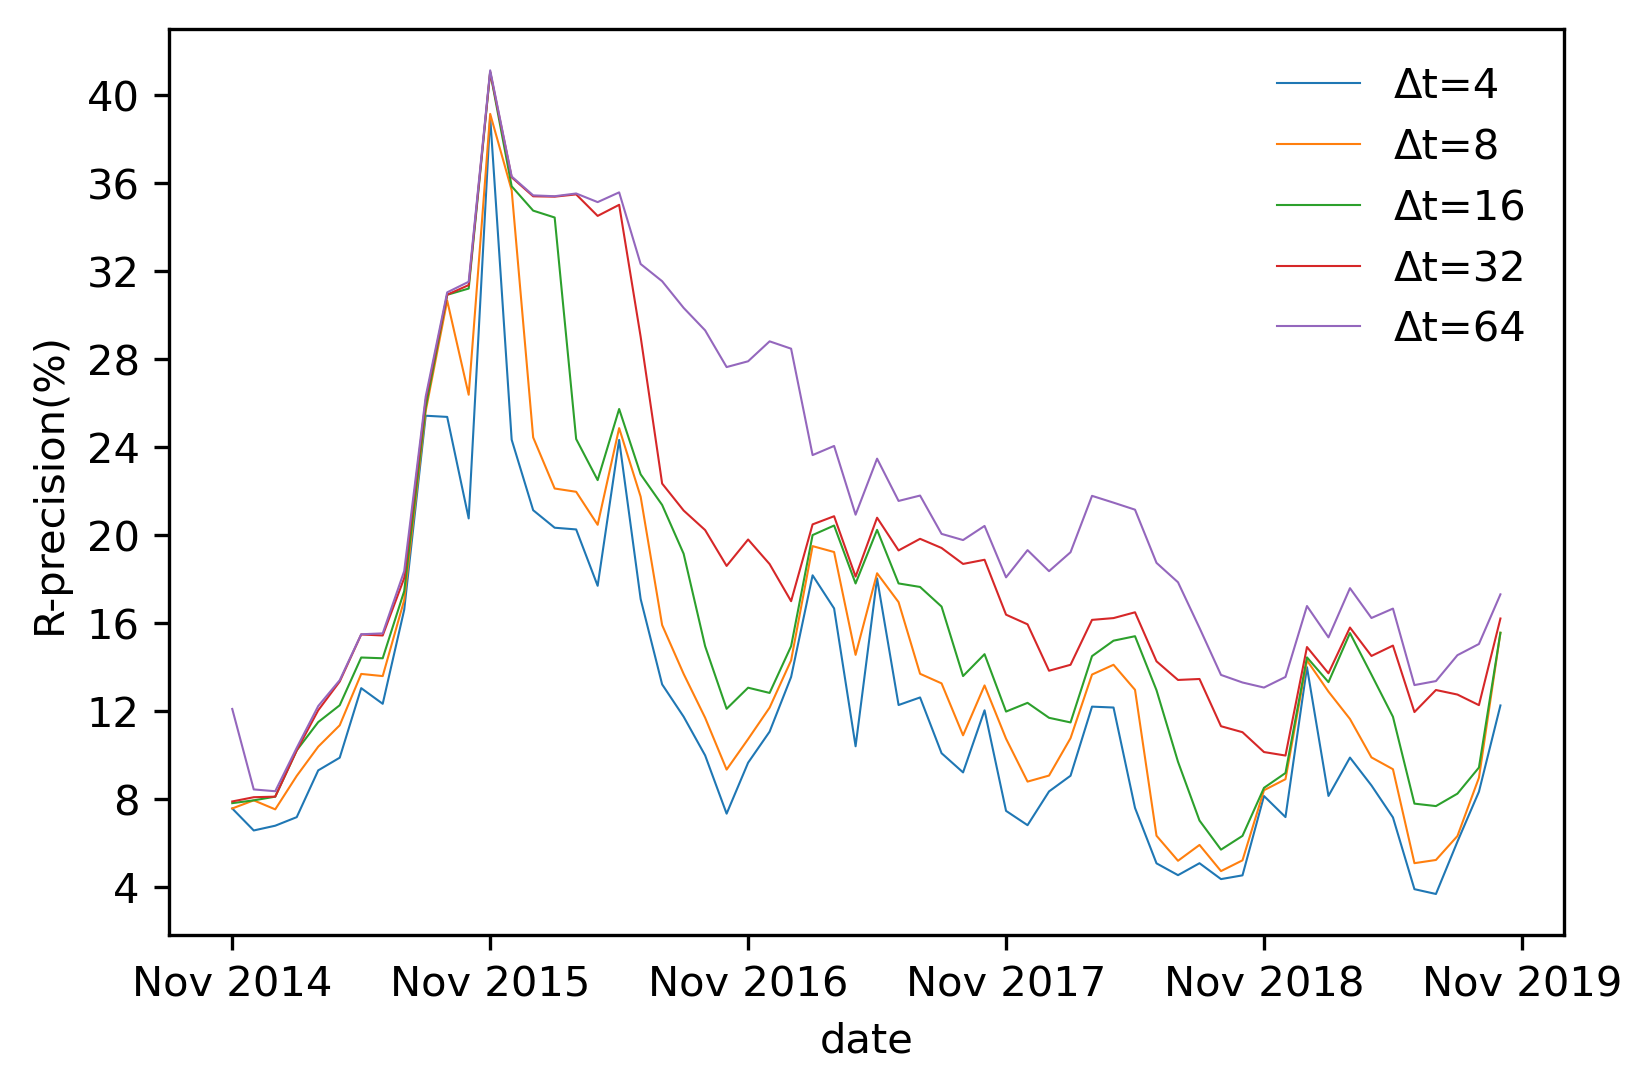 R-precision(%)
40
36
32
28
24
20
16
12
8
4
Δt=4
Δt=8
Δt=16
Δt=32
Δt=64
Nov 2014 Nov 2015 Nov 2016 Nov 2017 Nov 2018 Nov 2019
date